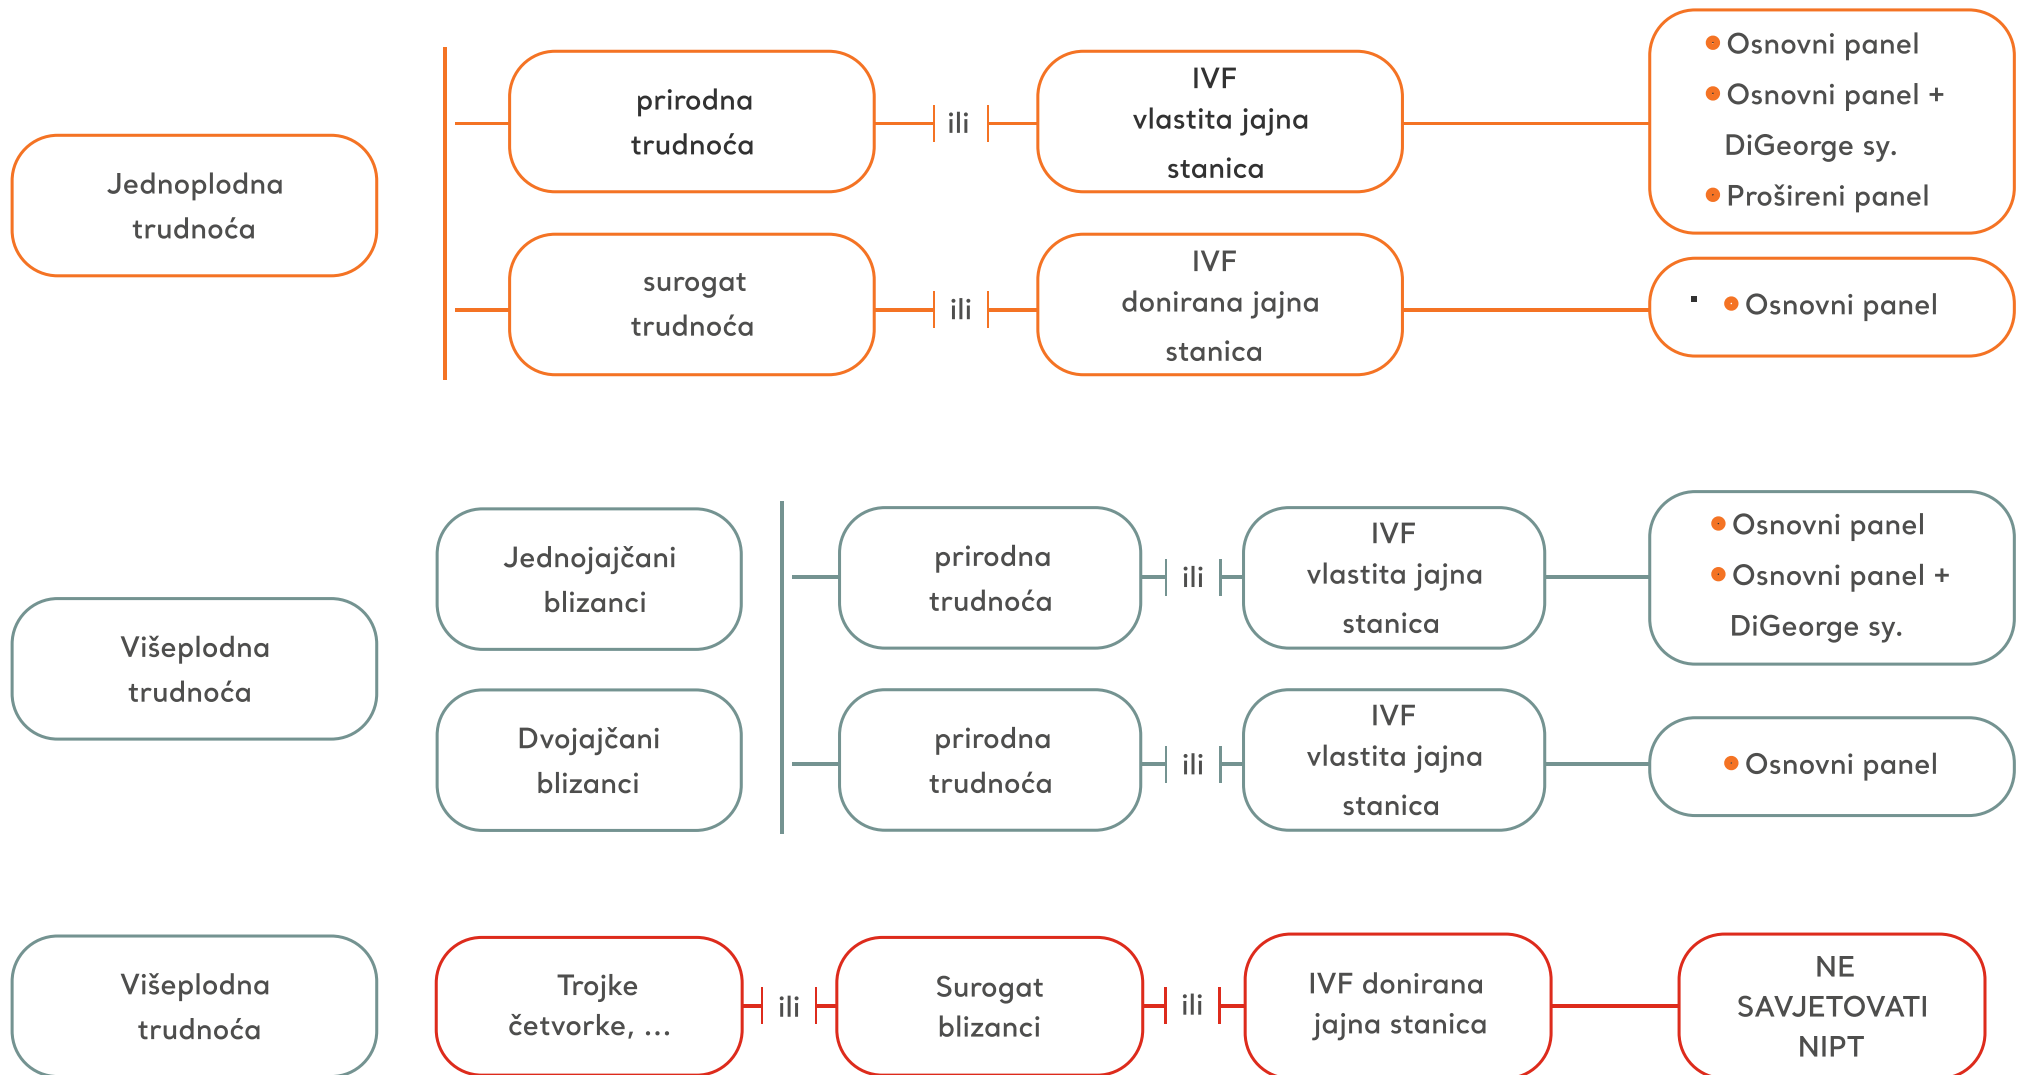 Jednoplodna
trudnoća
prirodna
trudnoća
ili
IVF
vlastita jajna
stanica
Osnovni panel
Osnovni panel +
DiGeorge sy.
Prošireni panel
surogat
trudnoća
ili
IVF
donirana jajna
stanica
Osnovni panel
Višeplodna
trudnoća
Jednojajčani
blizanci
prirodna
trudnoća
ili
IVF
vlastita jajna
stanica
Osnovni panel
Osnovni panel +
DiGeorge sy.
Dvojajčani
blizanci
prirodna
trudnoća
ili
IVF
vlastita jajna
stanica
Osnovni panel
Višeplodna
trudnoća
Trojke
četvorke, ...
ili
Surogat
blizanci
ili
IVF donirana
jajna stanica
NE
SAVJETOVATI
NIPT